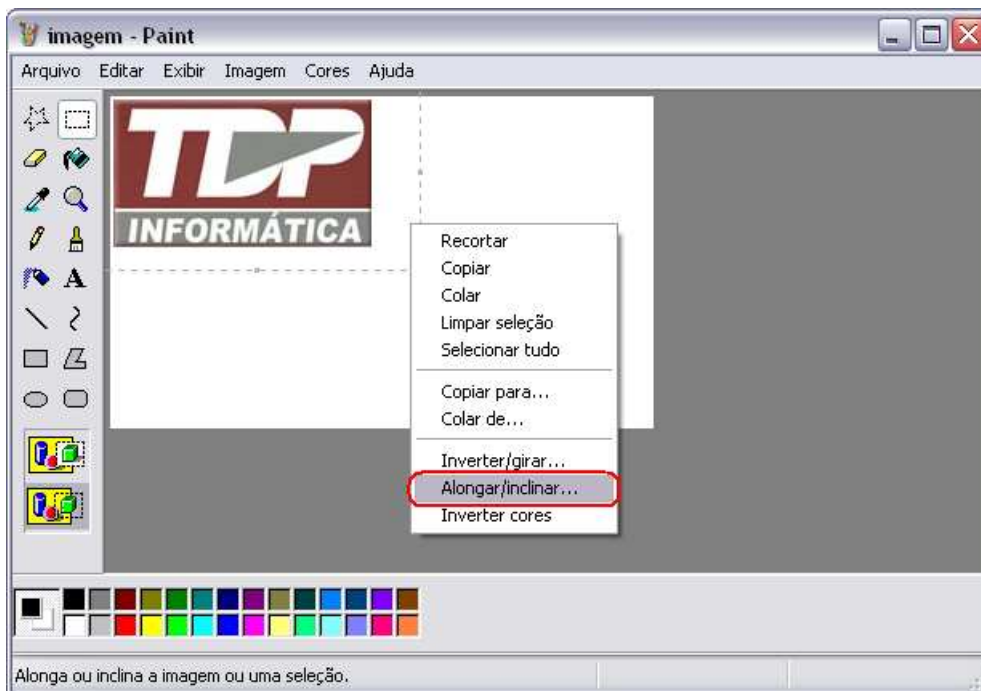 imagem - Paint
Arquivo Editar Exibir Imagem Cores Ajuda
TDP
INFORMÁTICA
Recortar
Copiar
Colar
Limpar seleção
Selecionar tudo
Copiar para...
Colar de...
Inverter/girar...
Alongar/inclinar...
Inverter cores
A
Alonga ou inclina a imagem ou uma seleção.